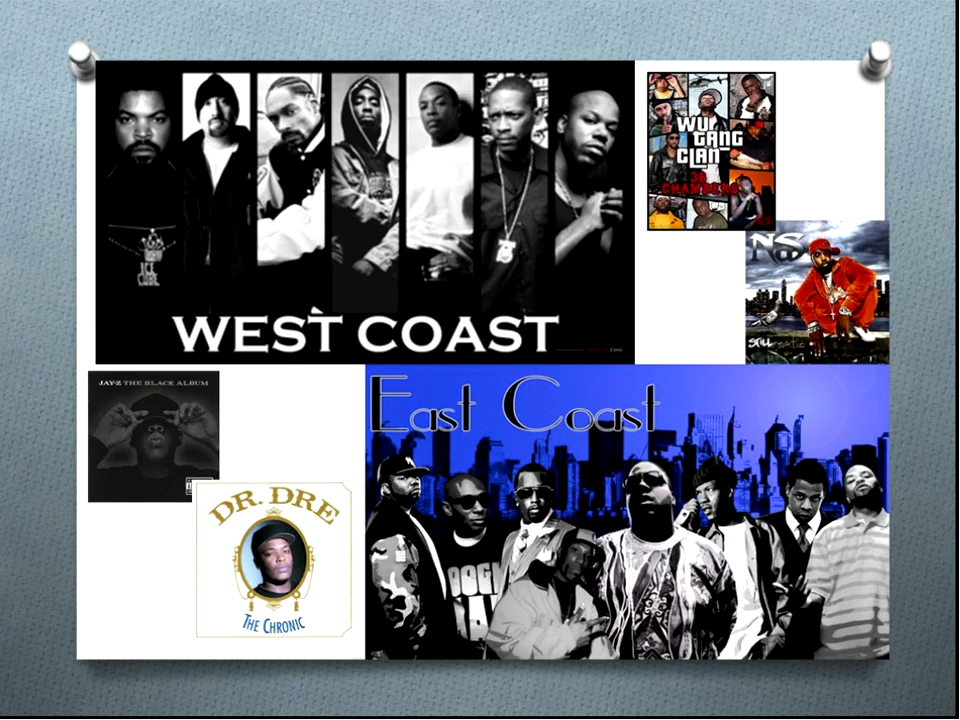 ICE
CUBE
WEST COAST
WU
TANG
CLAN
36
CHAMBERS
NAS
STILLmatic
JAY-Z THE BLACK ALBUM
DR. DRE
THE CHRONIC
East Coast